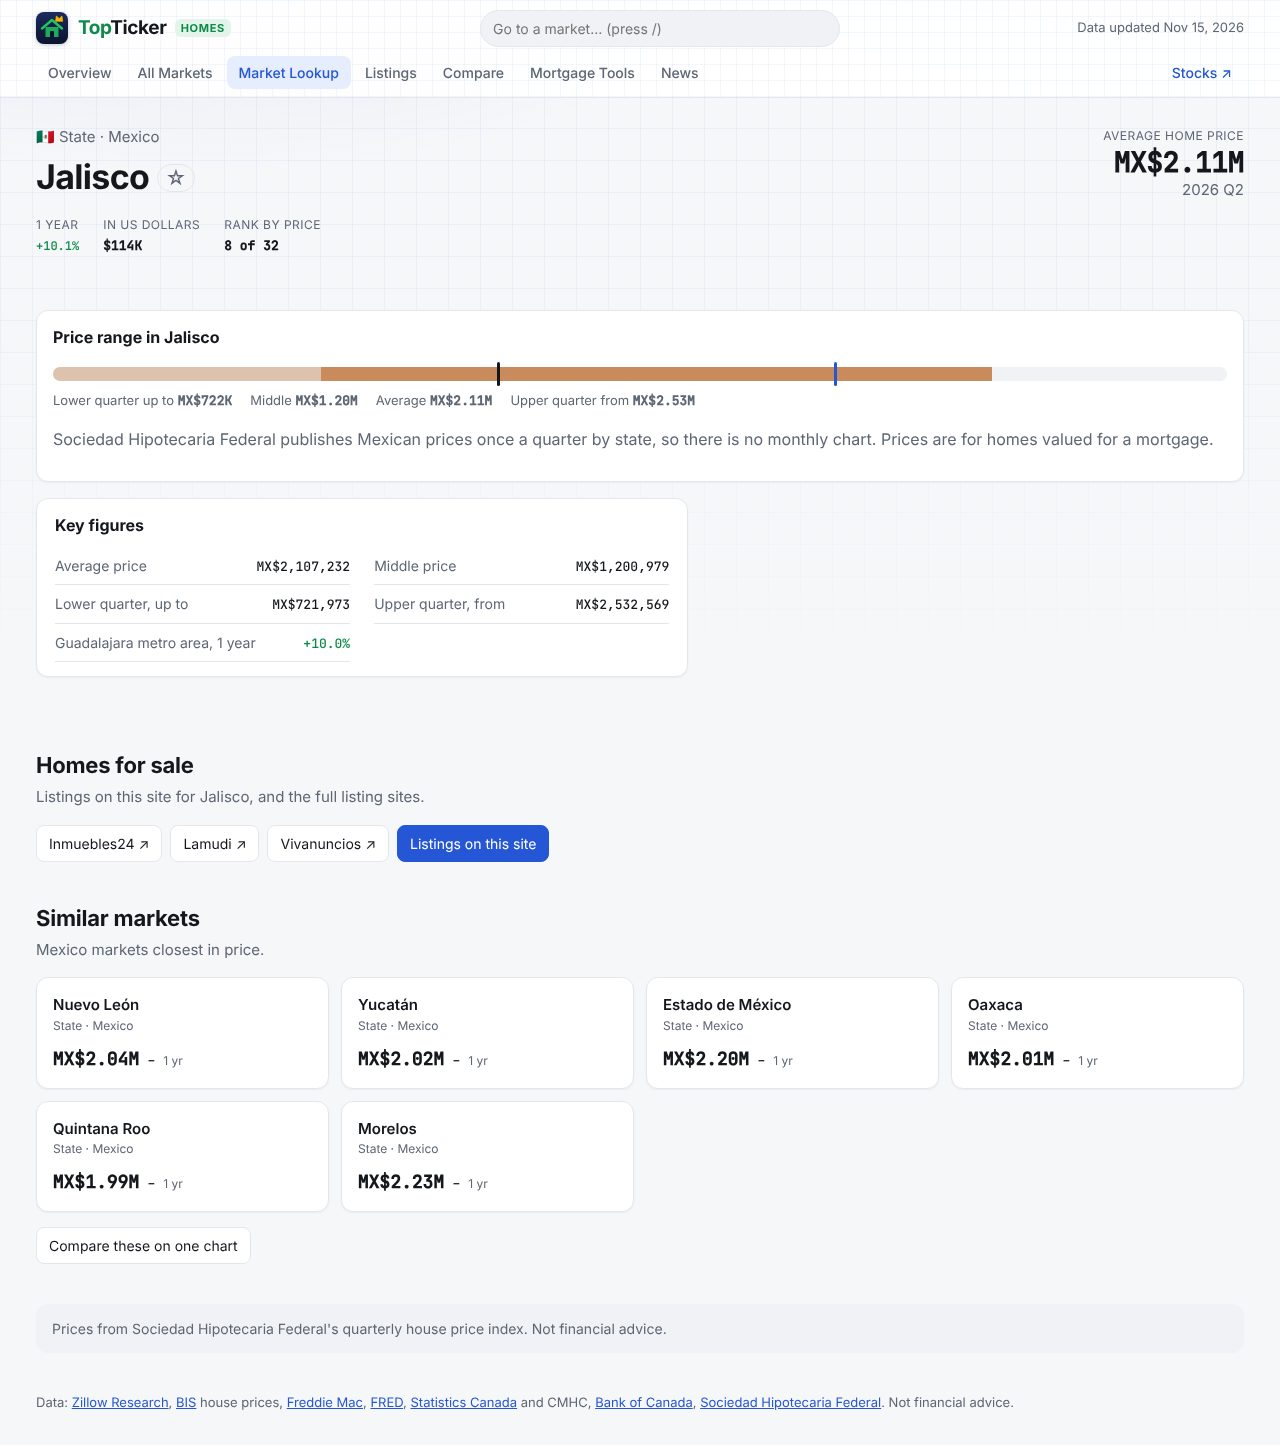 TopTicker HOMES
Go to a market... (press /)
Data updated Nov 15, 2026
Overview All Markets Market Lookup Listings Compare Mortgage Tools News Stocks ↗
State · Mexico
Jalisco ☆
AVERAGE HOME PRICE
MX$2.11M
2026 Q2
1 YEAR IN US DOLLARS RANK BY PRICE
+10.1% $114K 8 of 32
Price range in Jalisco
Lower quarter up to MX$722K Middle MX$1.20M Average MX$2.11M Upper quarter from MX$2.53M
Sociedad Hipotecaria Federal publishes Mexican prices once a quarter by state, so there is no monthly chart. Prices are for homes valued for a mortgage.
Key figures
Average price MX$2,107,232 Middle price MX$1,200,979
Lower quarter, up to MX$721,973 Upper quarter, from MX$2,532,569
Guadalajara metro area, 1 year +10.0%
Homes for sale
Listings on this site for Jalisco, and the full listing sites.
Inmuebles24 ↗ Lamudi ↗ Vivanuncios ↗ Listings on this site
Similar markets
Mexico markets closest in price.
Nuevo León
State · Mexico
MX$2.04M – 1 yr
Yucatán
State · Mexico
MX$2.02M – 1 yr
Estado de México
State · Mexico
MX$2.20M – 1 yr
Oaxaca
State · Mexico
MX$2.01M – 1 yr
Quintana Roo
State · Mexico
MX$1.99M – 1 yr
Morelos
State · Mexico
MX$2.23M – 1 yr
Compare these on one chart
Prices from Sociedad Hipotecaria Federal's quarterly house price index. Not financial advice.
Data: Zillow Research, BIS house prices, Freddie Mac, FRED, Statistics Canada and CMHC, Bank of Canada, Sociedad Hipotecaria Federal. Not financial advice.